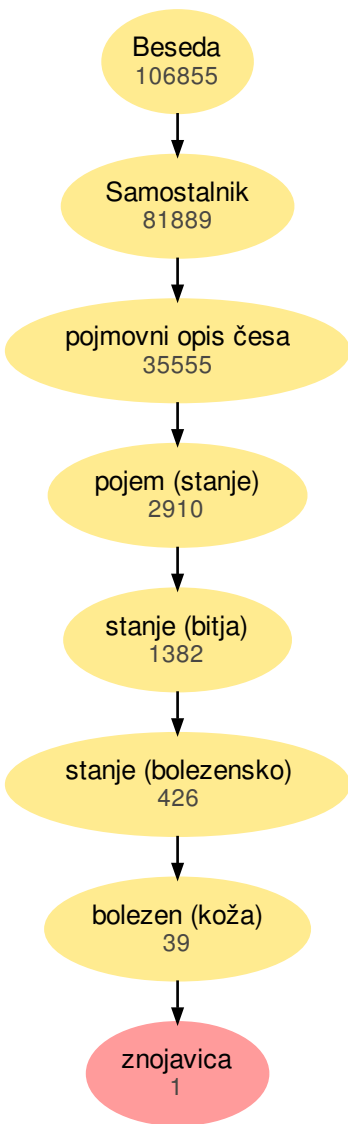 Beseda
106855
Samostalnik
81889
pojmovni opis česa
35555
pojem (stanje)
2910
stanje (bitja)
1382
stanje (bolezensko)
426
bolezen (koža)
39
znojavica
1